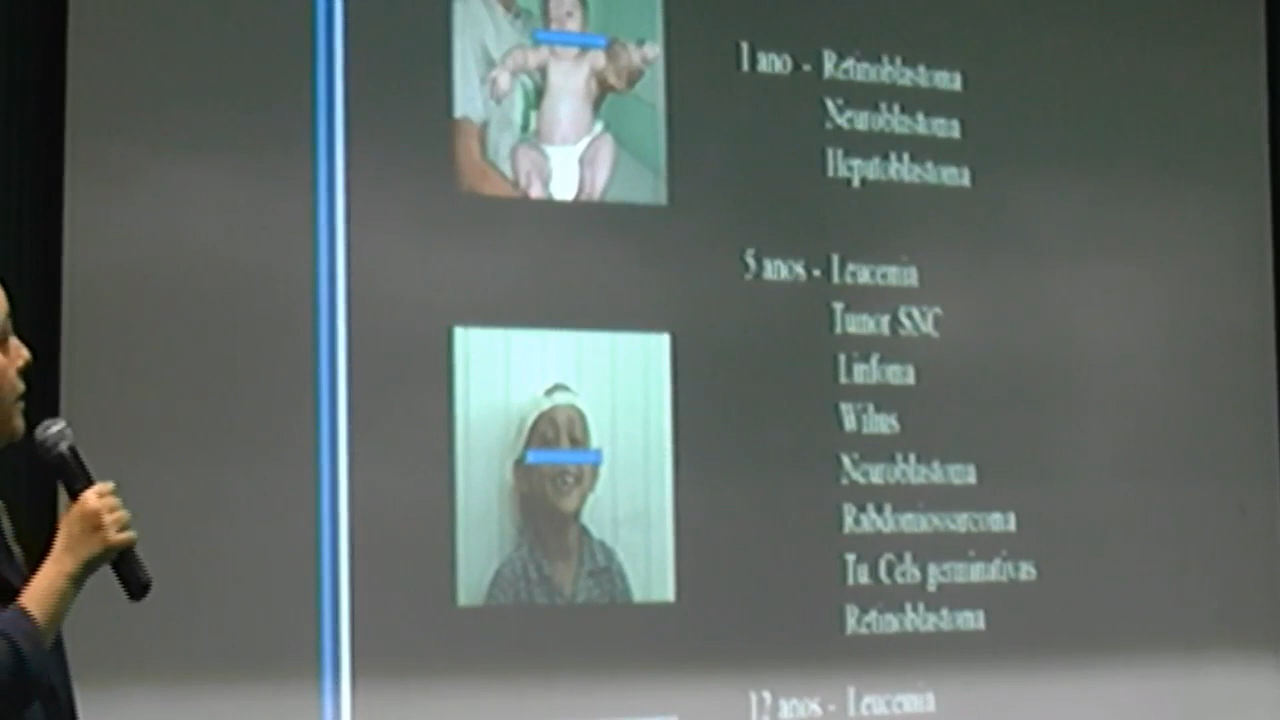 1 ano - Retinoblastoma
Neuroblastoma
Hepatoblastoma
5 anos - Leucemia
Tumor SNC
Linfoma
Wilms
Neuroblastoma
Rabdomiossarcoma
Tu. Cels germinativas
Retinoblastoma
12 anos - Leucemia